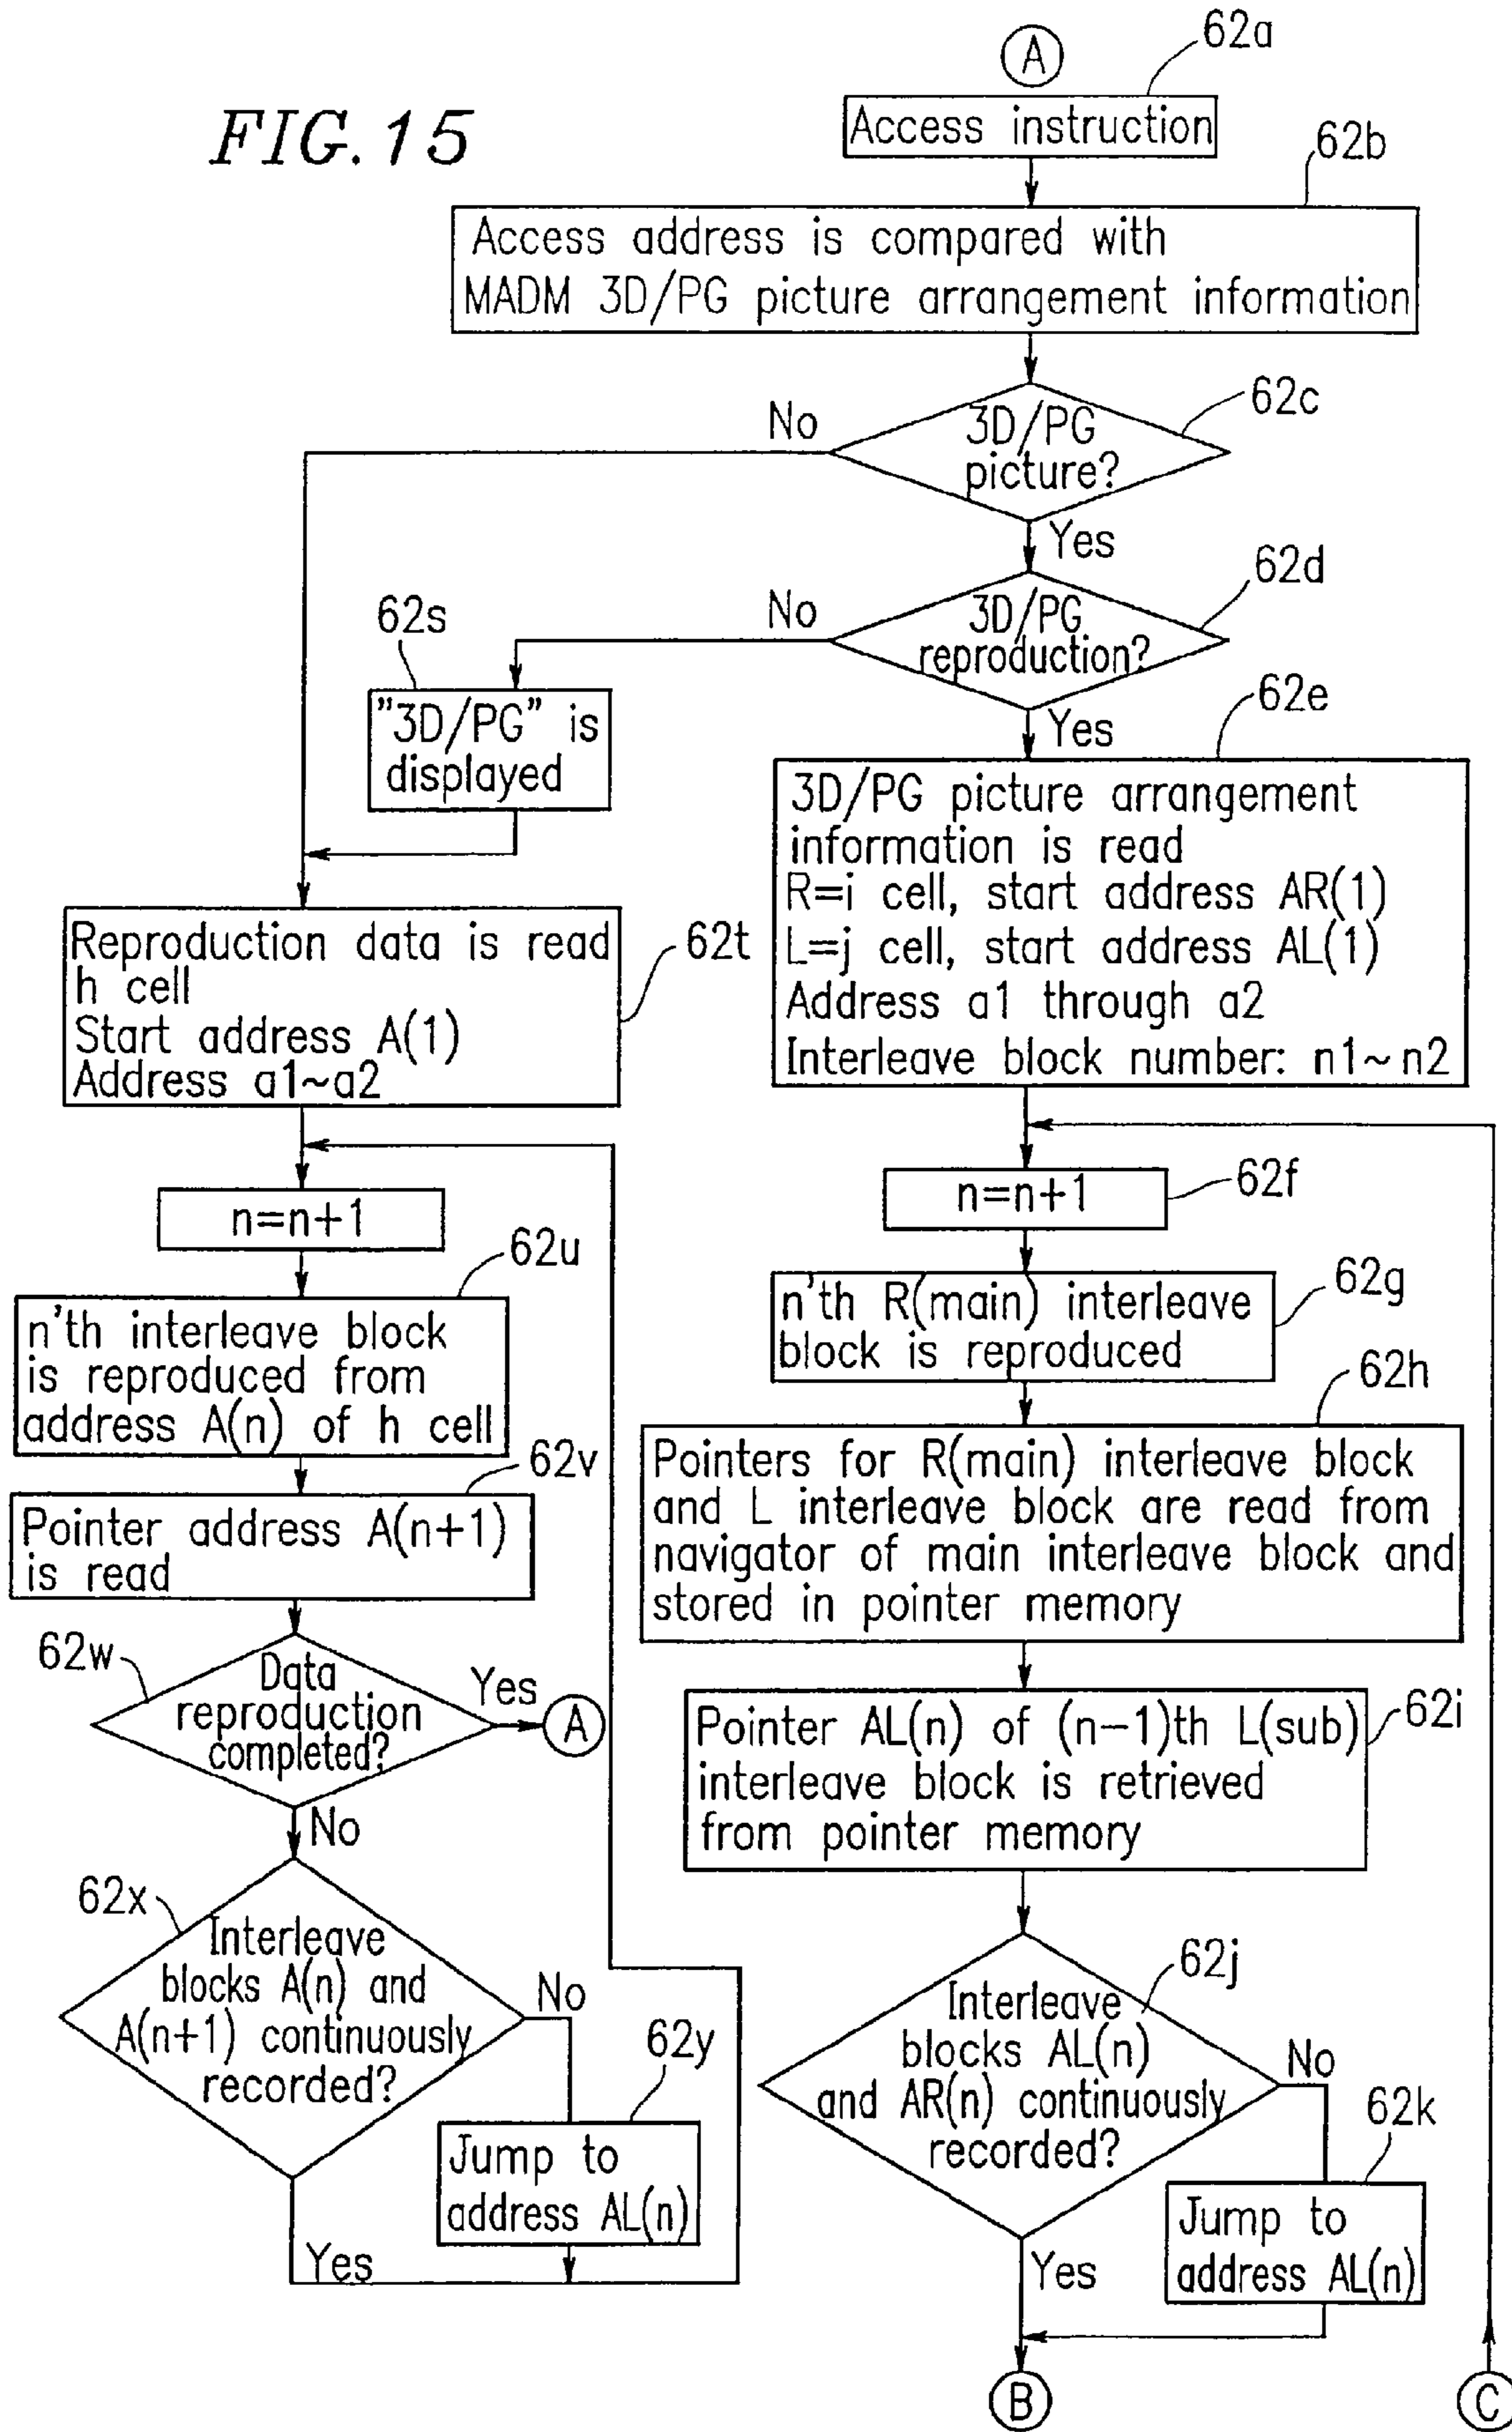 FIG.15
A
62a
Access instruction
62b
Access address is compared with
MADM 3D/PG picture arrangement information
62c
3D/PG
picture?
No
Yes
62d
3D/PG
reproduction?
No
Yes
62s
"3D/PG" is
displayed
62e
3D/PG picture arrangement
information is read
R=i cell, start address AR(1)
L=j cell, start address AL(1)
Address a1 through a2
Interleave block number: n1~n2
Reproduction data is read
h cell
Start address A(1)
Address a1~a2
62t
n=n+1
62u
n'th interleave block
is reproduced from
address A(n) of h cell
62v
Pointer address A(n+1)
is read
62w
Data
reproduction
completed?
Yes
A
No
62x
Interleave
blocks A(n) and
A(n+1) continuously
recorded?
No
62y
Jump to
address AL(n)
Yes
n=n+1
62f
n'th R(main) interleave
block is reproduced
62g
62h
Pointers for R(main) interleave block
and L interleave block are read from
navigator of main interleave block and
stored in pointer memory
Pointer AL(n) of (n-1)th L(sub)
interleave block is retrieved
from pointer memory
62i
62j
Interleave
blocks AL(n)
and AR(n) continuously
recorded?
No
62k
Jump to
address AL(n)
Yes
B
C